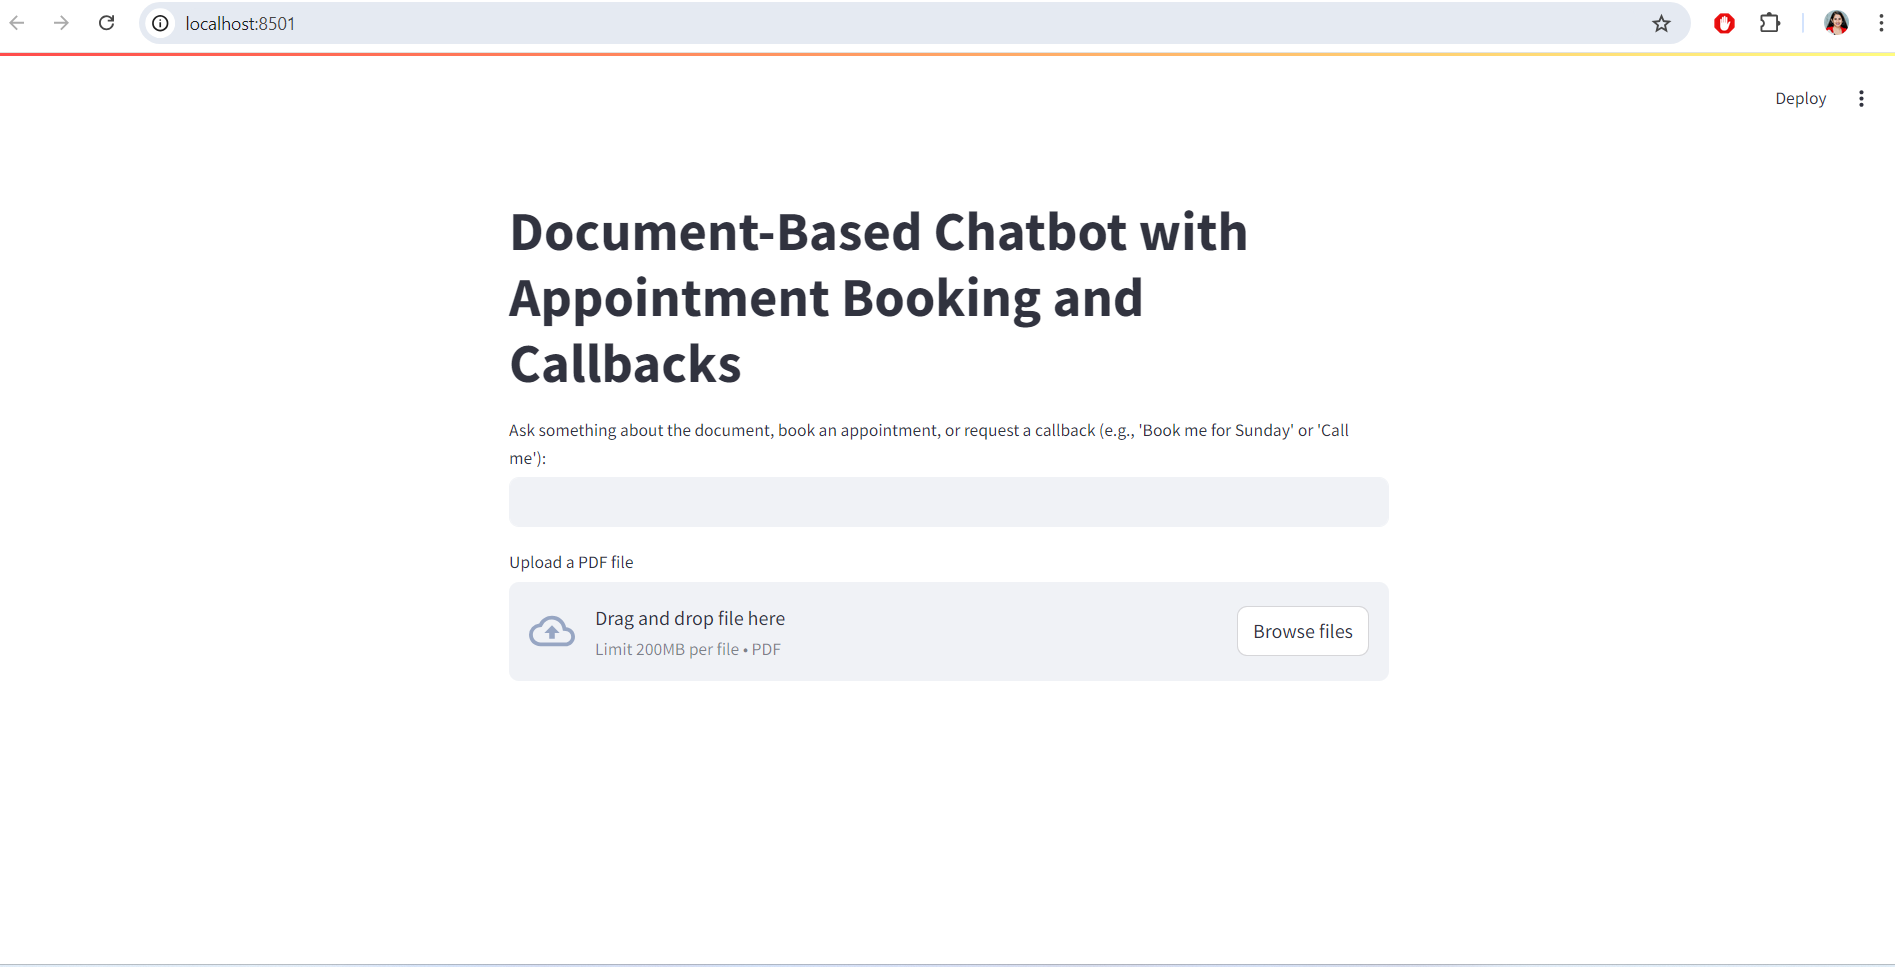 localhost:8501
Deploy
Document-Based Chatbot with
Appointment Booking and
Callbacks
Ask something about the document, book an appointment, or request a callback (e.g., 'Book me for Sunday' or 'Call
me'):
Upload a PDF file
Drag and drop file here
Limit 200MB per file • PDF
Browse files